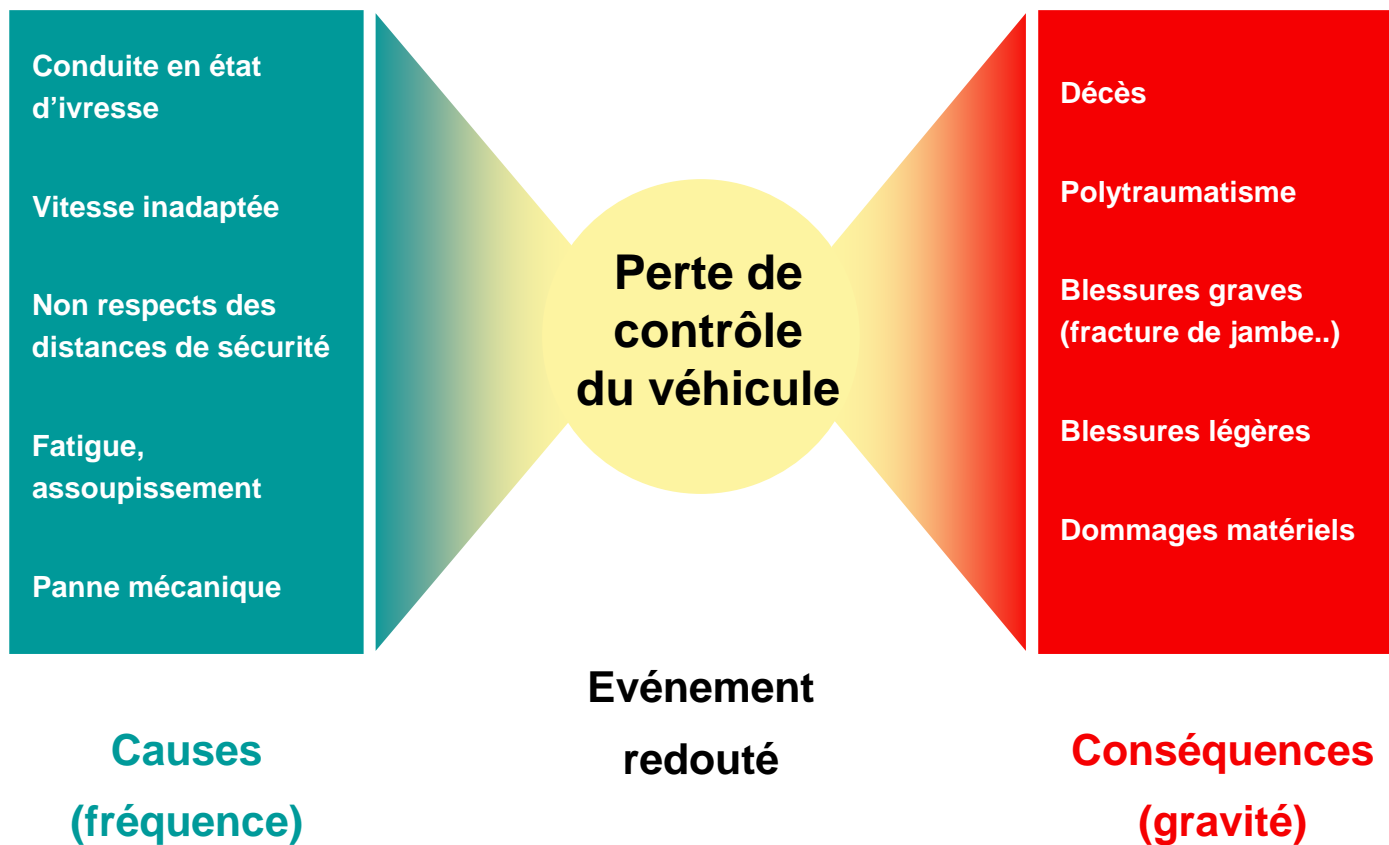 Conduite en état
d’ivresse
Vitesse inadaptée
Non respects des
distances de sécurité
Fatigue,
assoupissement
Panne mécanique
Perte de
contrôle
du véhicule
Décès
Polytraumatisme
Blessures graves
(fracture de jambe..)
Blessures légères
Dommages matériels
Causes
(fréquence)
Evénement
redouté
Conséquences
(gravité)